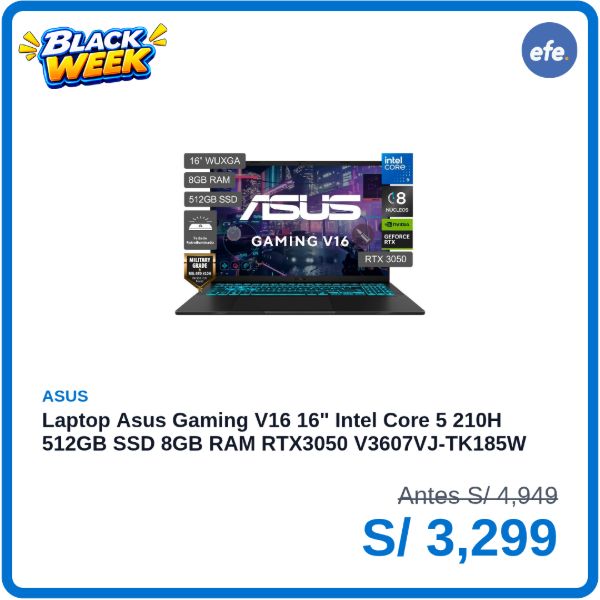 BLACK
WEEK
efe.
16" WUXGA
8GB RAM
512GB SSD
intel
CORE
8
NÚCLEOS
NVIDIA
GEFORCE
RTX
RTX 3050
ASUS
GAMING V16
MILITARY
GRADE
ASUS
Laptop Asus Gaming V16 16" Intel Core 5 210H
512GB SSD 8GB RAM RTX3050 V3607VJ-TK185W
Antes S/ 4,949
S/ 3,299